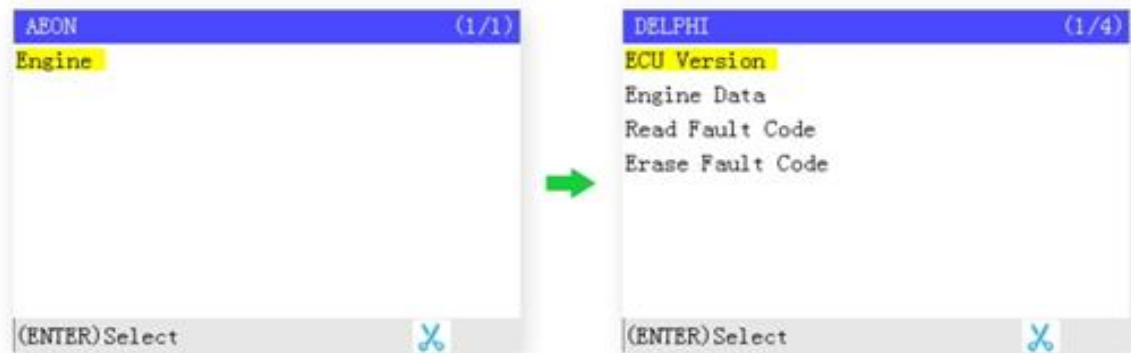 AEON (1/1)
Engine
(ENTER)Select
DELPHI (1/4)
ECU Version
Engine Data
Read Fault Code
Erase Fault Code
(ENTER)Select